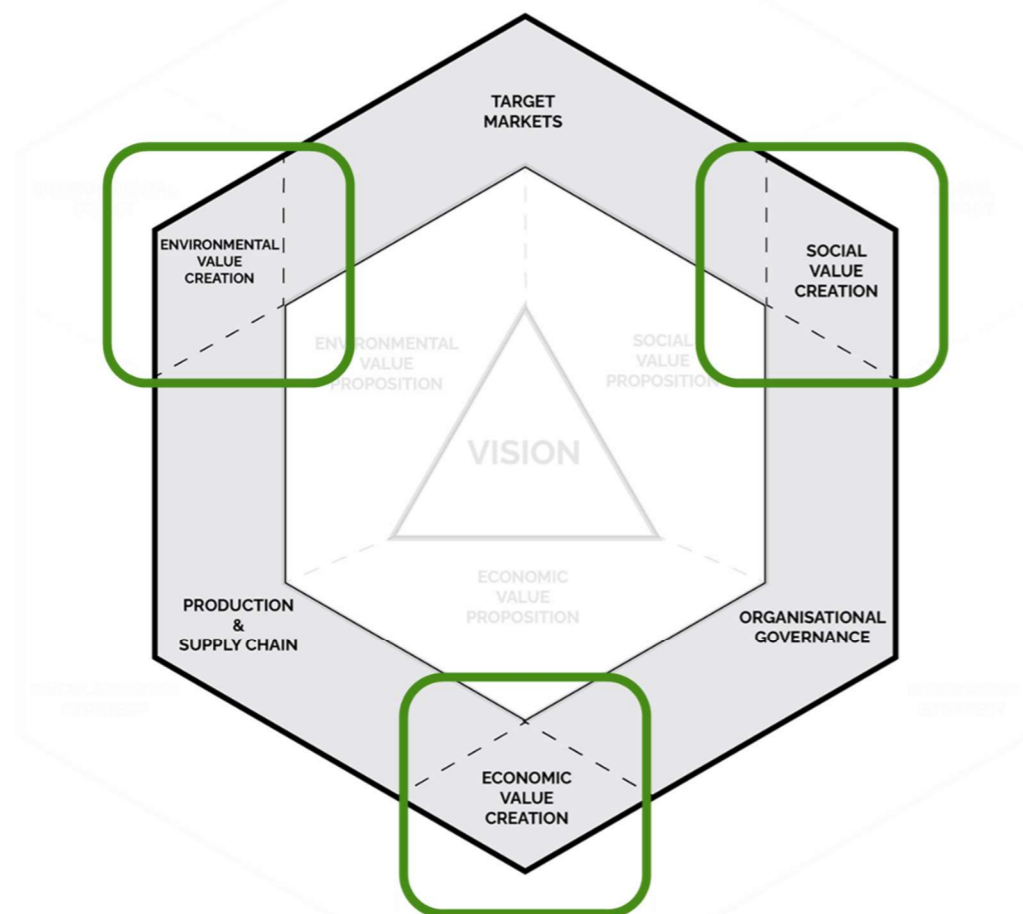 TARGET
MARKETS
ENVIRONMENTAL
VALUE
CREATION
SOCIAL
VALUE
CREATION
ENVIRONMENTAL
VALUE
PROPOSITION
SOCIAL
VALUE
PROPOSITION
VISION
ECONOMIC
VALUE
PROPOSITION
PRODUCTION
&
SUPPLY CHAIN
ORGANISATIONAL
GOVERNANCE
ECONOMIC
VALUE
CREATION